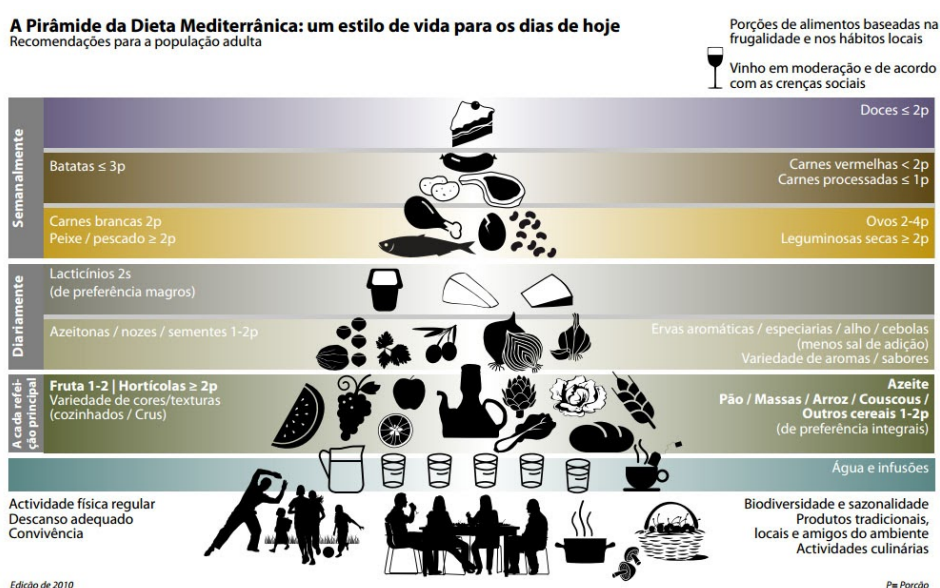 A Pirâmide da Dieta Mediterrânica: um estilo de vida para os dias de hoje
Recomendações para a população adulta
Porções de alimentos baseadas na
frugalidade e nos hábitos locais
Vinho em moderação e de acordo
com as crenças sociais
Semanalmente
Doces ≤ 2p
Batatas ≤ 3p
Carnes vermelhas < 2p
Carnes processadas ≤ 1p
Carnes brancas 2p
Peixe / pescado ≥ 2p
Ovos 2-4p
Leguminosas secas ≥ 2p
Diariamente
Lacticínios 2s
(de preferência magros)
Azeitonas / nozes / sementes 1-2p
Ervas aromáticas / especiarias / alho / cebolas
(menos sal de adição)
Variedade de aromas / sabores
A cada refei-
ção principal
Fruta 1-2 | Hortícolas ≥ 2p
Variedade de cores/texturas
(cozinhados / Crus)
Azeite
Pão / Massas / Arroz / Couscous /
Outros cereais 1-2p
(de preferência integrais)
Água e infusões
Actividade física regular
Descanso adequado
Convivência
Biodiversidade e sazonalidade
Produtos tradicionais,
locais e amigos do ambiente
Actividades culinárias
Edição de 2010
P= Porção